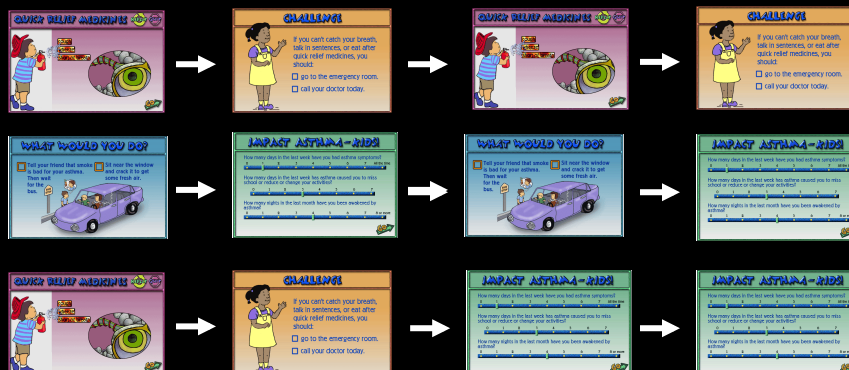 QUICK RELIEF MEDICINES
CHALLENGE
If you can't catch your breath,
talk in sentences, or eat after
quick relief medicines, you
should:
go to the emergency room.
call your doctor today.
QUICK RELIEF MEDICINES
CHALLENGE
If you can't catch your breath,
talk in sentences, or eat after
quick relief medicines, you
should:
go to the emergency room.
call your doctor today.
WHAT WOULD YOU DO?
Tell your friend that smoke
is bad for your asthma.
Then wait
for the
bus.
Sit near the window
and crack it to get
some fresh air.
IMPACT ASTHMA-KIDS!
How many days in the last week have you had asthma symptoms?
How many days in the last week has asthma caused you to miss
school or reduce or change your activities?
How many nights in the last month have you been awakened by
asthma?
WHAT WOULD YOU DO?
Tell your friend that smoke
is bad for your asthma.
Then wait
for the
bus.
Sit near the window
and crack it to get
some fresh air.
IMPACT ASTHMA-KIDS!
How many days in the last week have you had asthma symptoms?
How many days in the last week has asthma caused you to miss
school or reduce or change your activities?
How many nights in the last month have you been awakened by
asthma?
QUICK RELIEF MEDICINES
CHALLENGE
If you can't catch your breath,
talk in sentences, or eat after
quick relief medicines, you
should:
go to the emergency room.
call your doctor today.
IMPACT ASTHMA-KIDS!
How many days in the last week have you had asthma symptoms?
How many days in the last week has asthma caused you to miss
school or reduce or change your activities?
How many nights in the last month have you been awakened by
asthma?
IMPACT ASTHMA-KIDS!
How many days in the last week have you had asthma symptoms?
How many days in the last week has asthma caused you to miss
school or reduce or change your activities?
How many nights in the last month have you been awakened by
asthma?